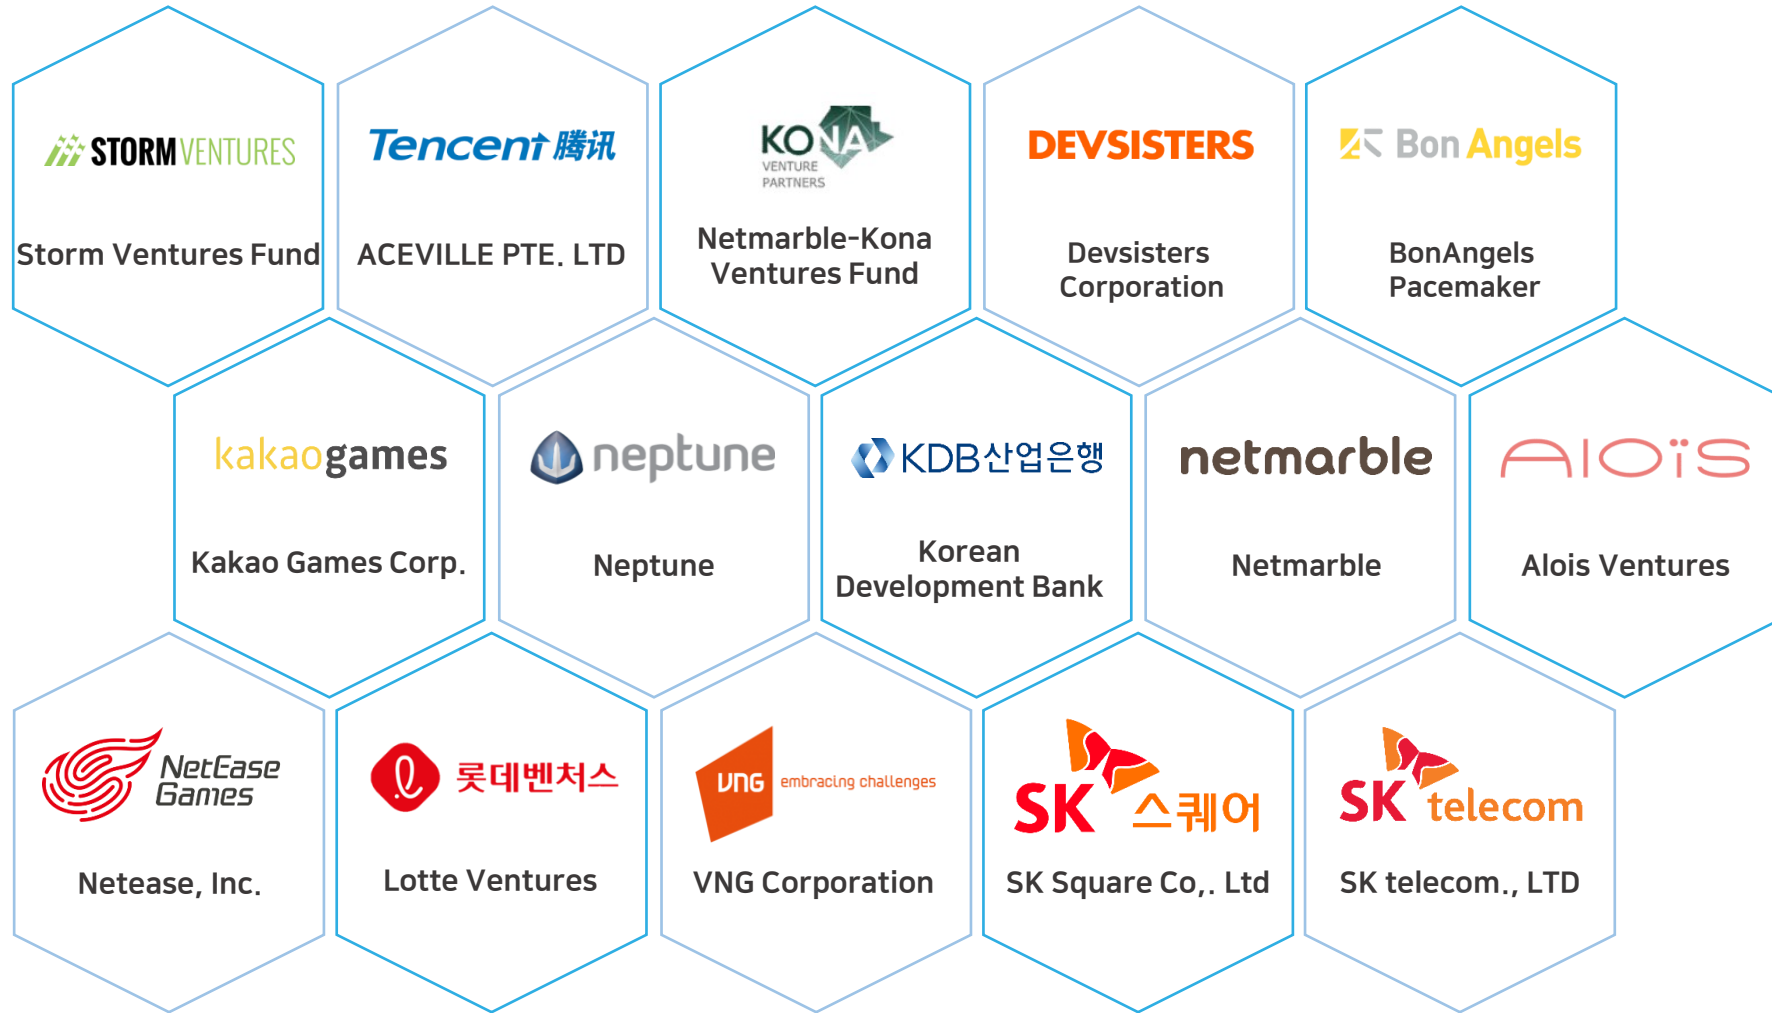 STORMVENTURES
Storm Ventures Fund
Tencent 腾讯
ACEVILLE PTE. LTD
KONA
VENTURE
PARTNERS
Netmarble-Kona
Ventures Fund
DEVSISTERS
Devsisters
Corporation
Bon Angels
BonAngels
Pacemaker
kakaogames
Kakao Games Corp.
neptune
Neptune
KDB산업은행
Korean
Development Bank
netmarble
Netmarble
Aloïs
Alois Ventures
NetEase
Games
Netease, Inc.
롯데벤처스
Lotte Ventures
VNG embracing challenges
VNG Corporation
SK 스퀘어
SK Square Co,. Ltd
SK telecom
SK telecom., LTD